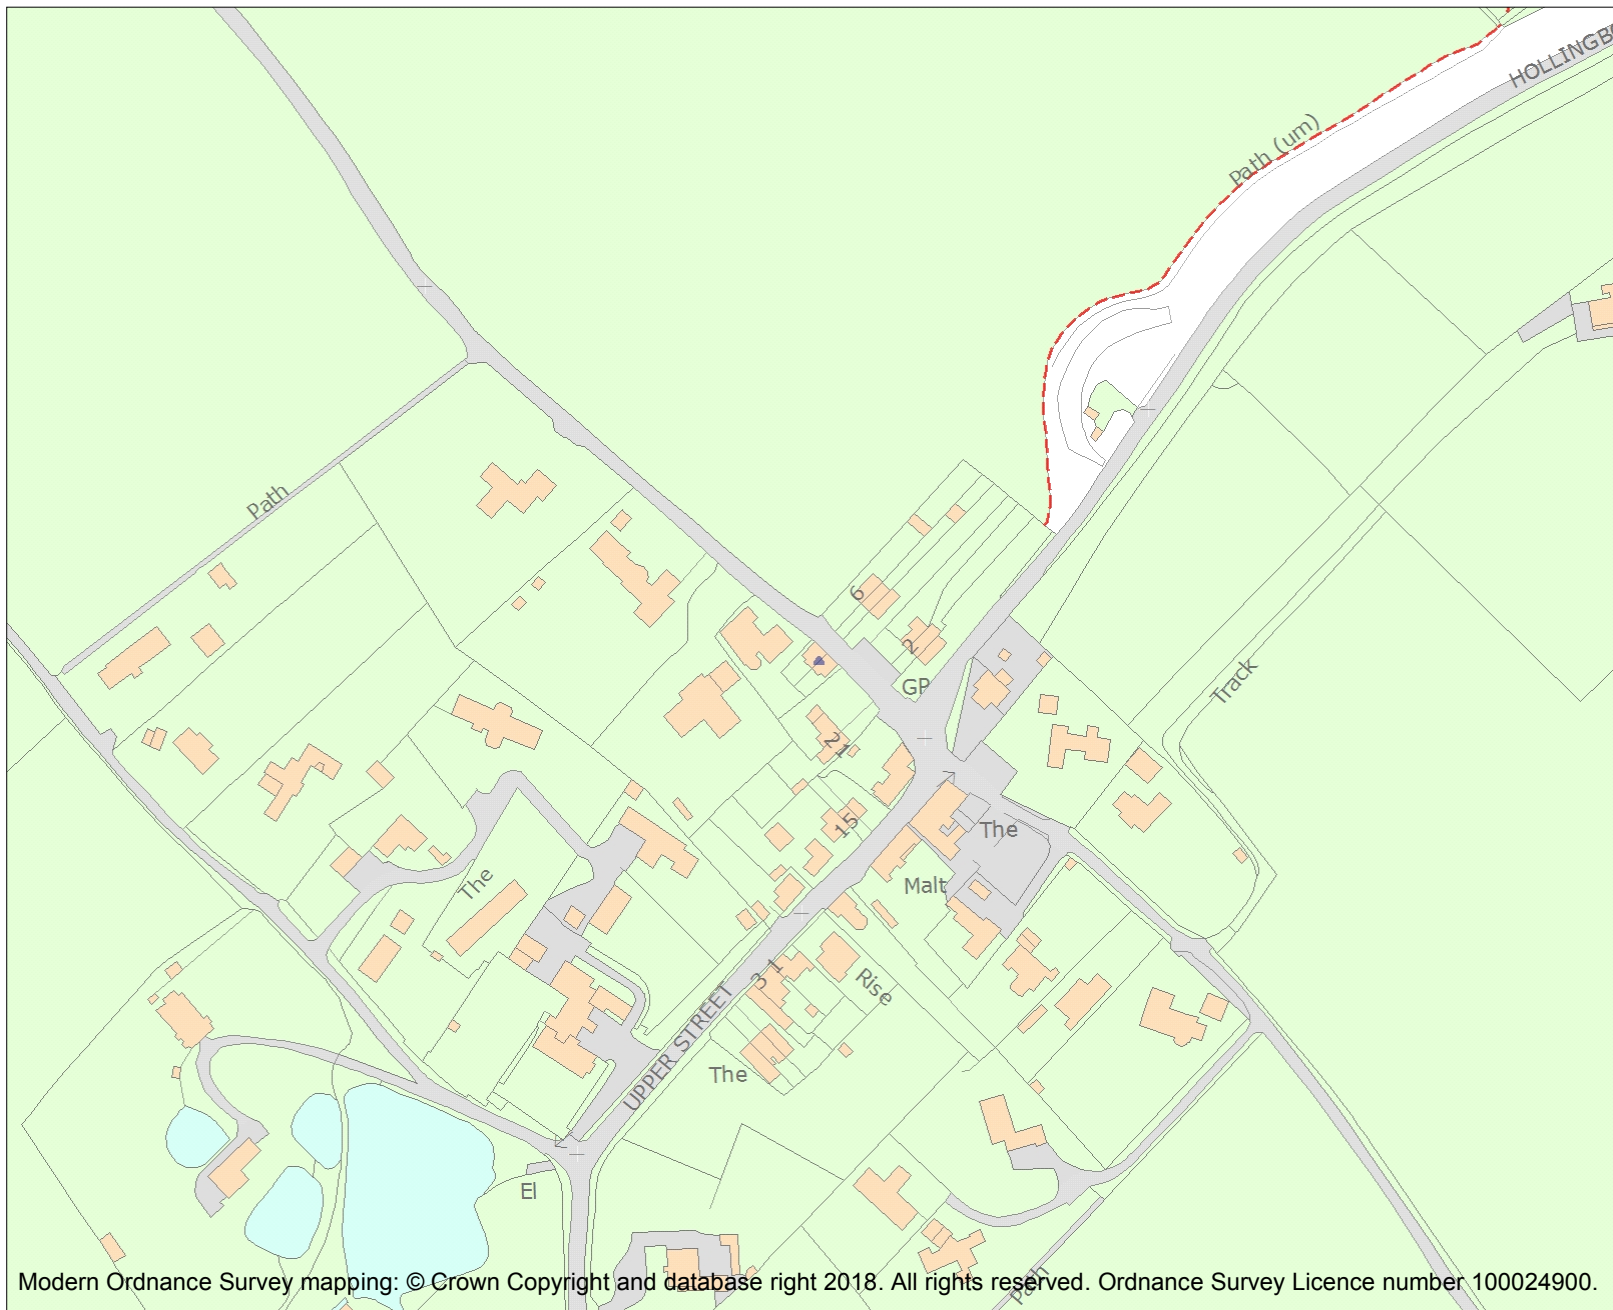 HOLLINGB
Path (um)
Path
6
2
GP
Track
21
15
The
The
Malt
Rise
3 1
UPPER STREET
The
El
Path
Modern Ordnance Survey mapping: © Crown Copyright and database right 2018. All rights reserved. Ordnance Survey Licence number 100024900.